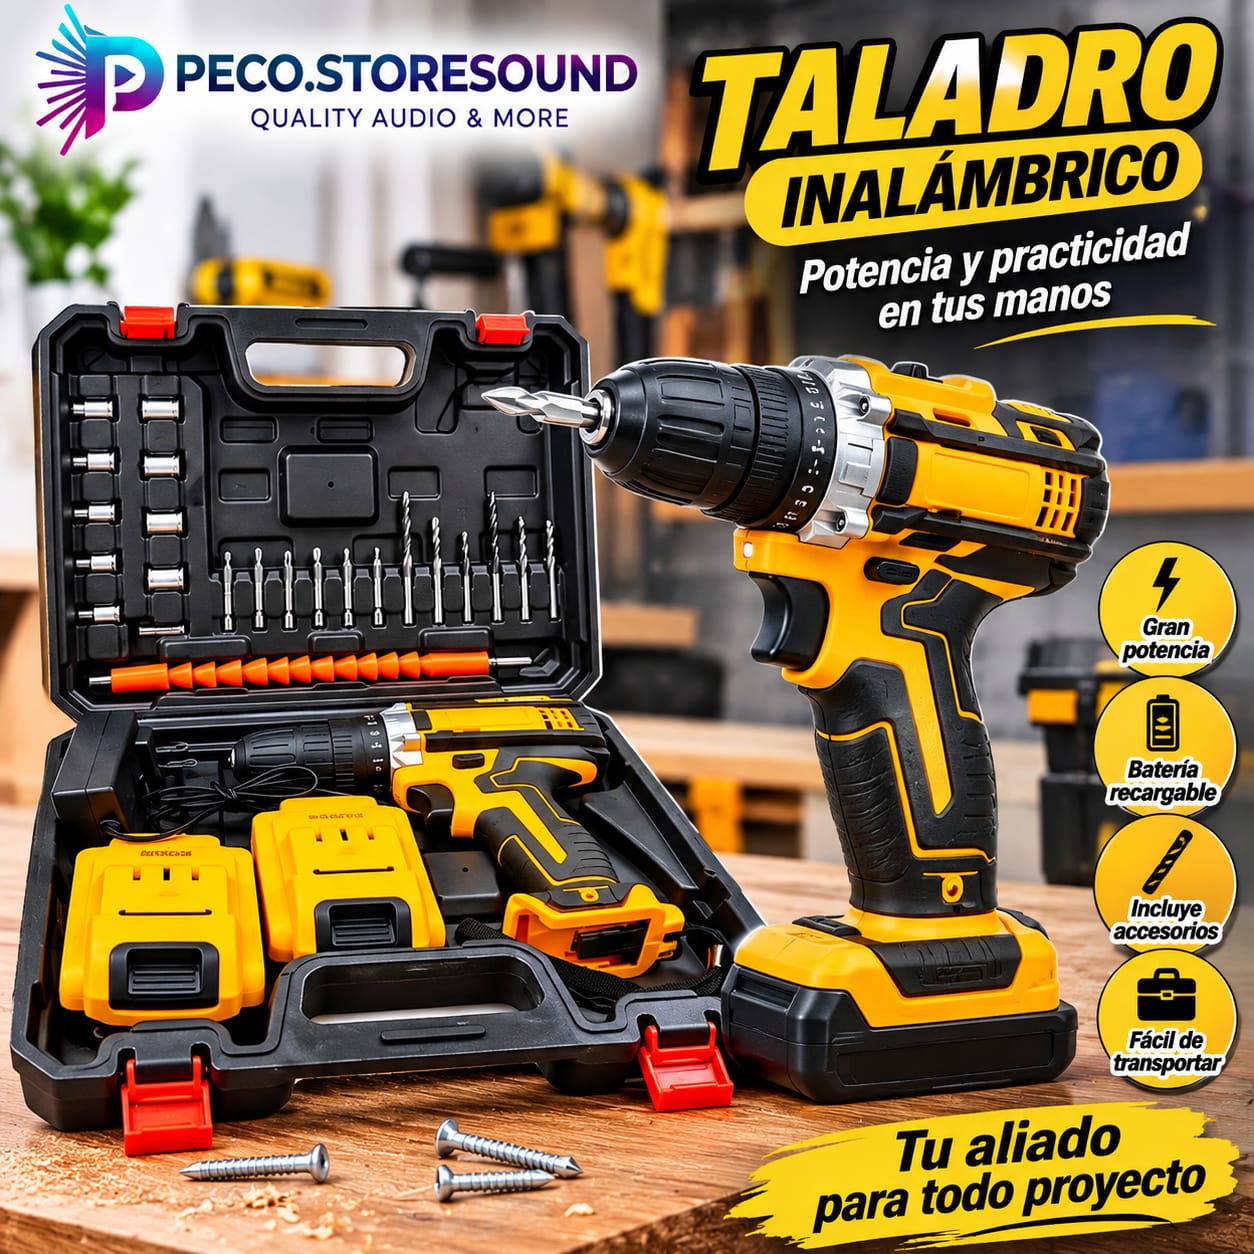 PECO.STORESOUND
QUALITY AUDIO & MORE
TALADRO
INALÁMBRICO
Potencia y practicidad
en tus manos
Gran
potencia
Batería
recargable
Incluye
accesorios
Fácil de
transportar
Tu aliado
para todo proyecto